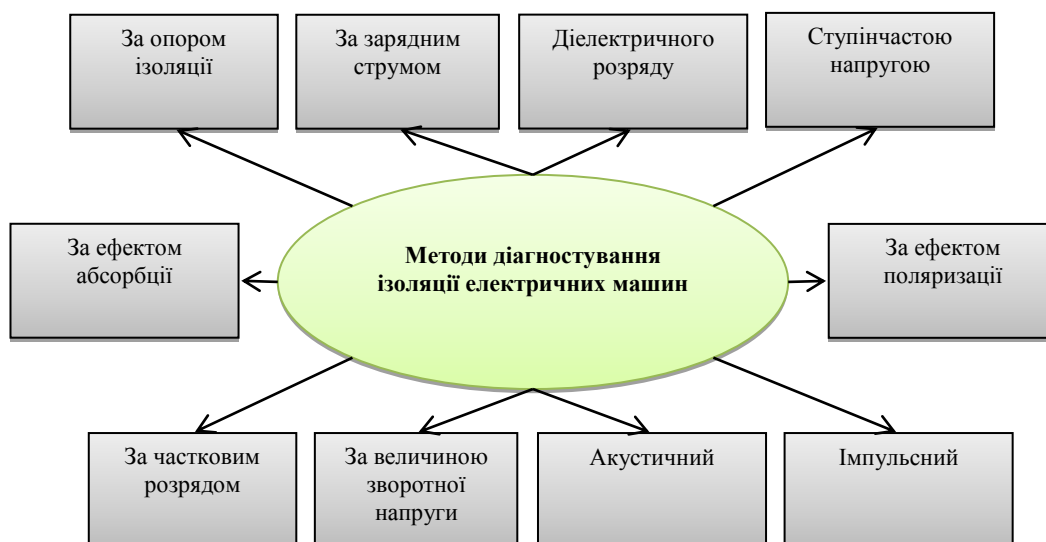 За опором
ізоляції
За зарядним
струмом
Діелектричного
розряду
Ступінчастою
напругою
За ефектом
абсорбції
Методи діагностування
ізоляції електричних машин
За ефектом
поляризації
За частковим
розрядом
За величиною
зворотної
напруги
Акустичний
Імпульсний